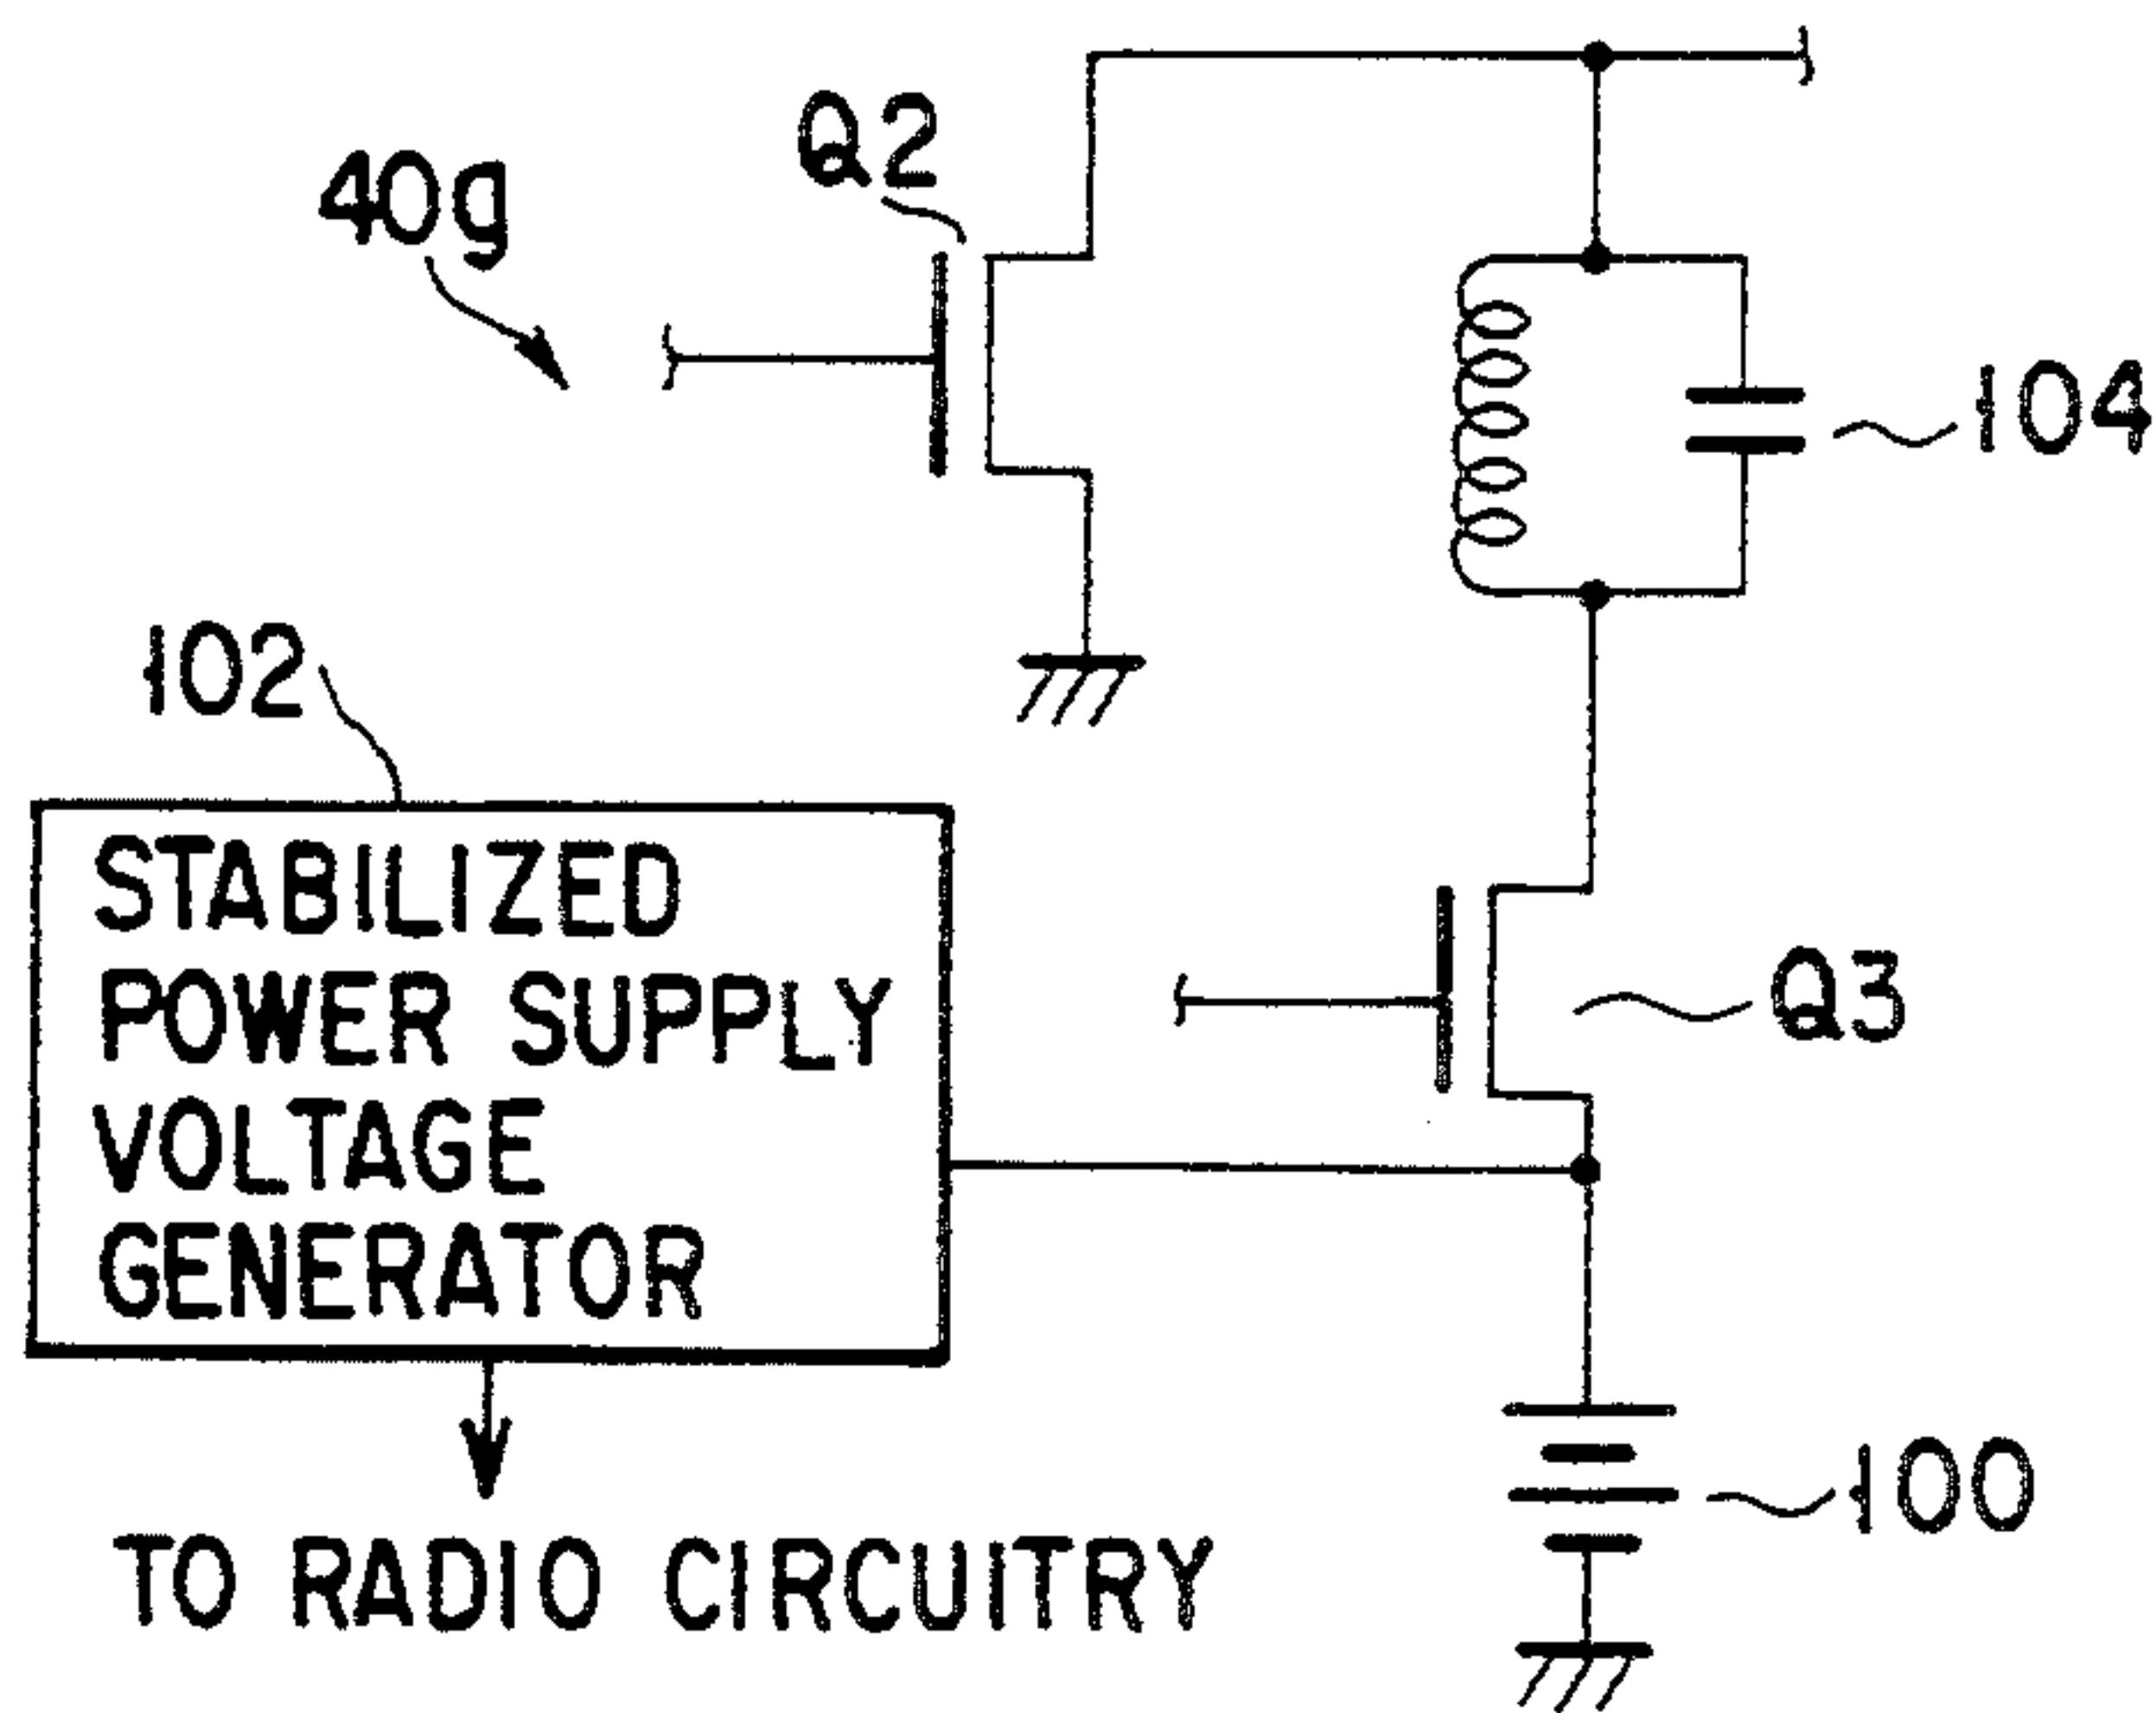 Q2
40g
104
102
STABILIZED
POWER SUPPLY
VOLTAGE
GENERATOR
Q3
100
TO RADIO CIRCUITRY